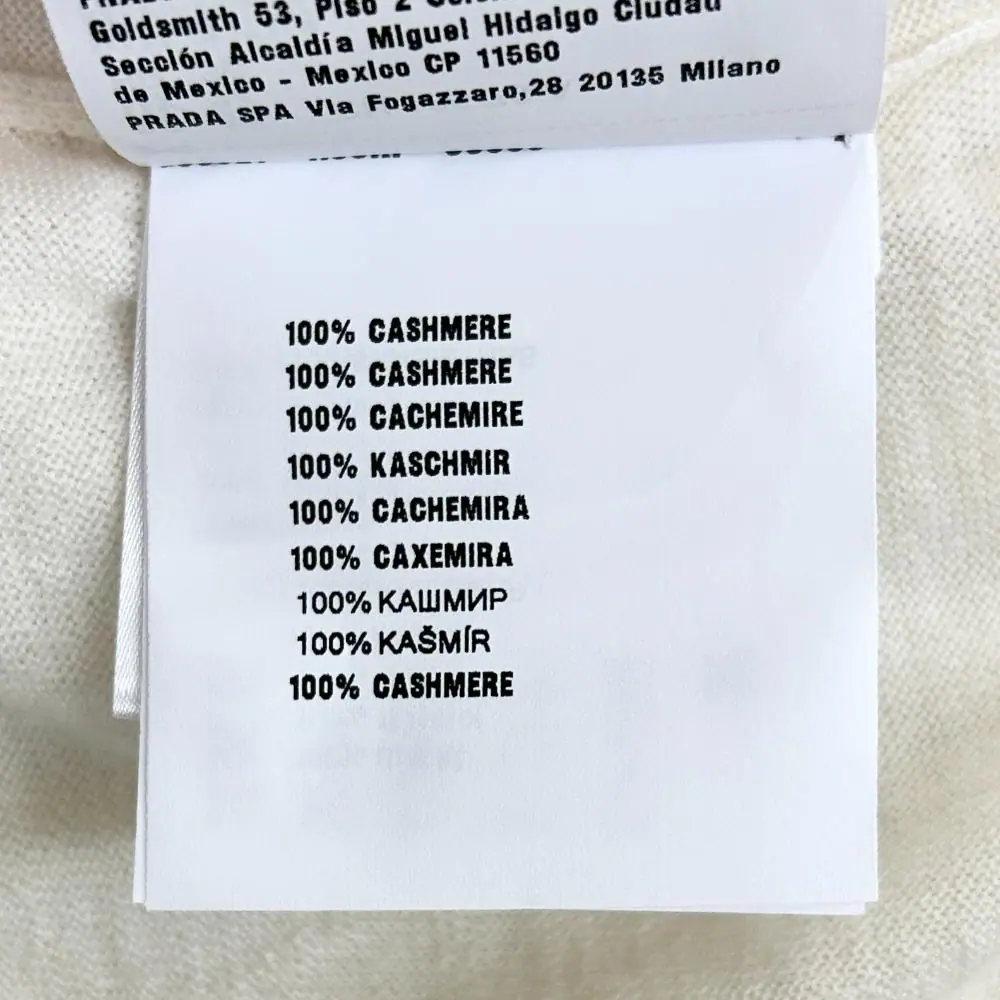 Goldsmith 53, Piso 2
Sección Alcaldía Miguel Hidalgo Ciudad
de Mexico - Mexico CP 11560
PRADA SPA Via Fogazzaro,28 20135 Milano
100% CASHMERE
100% CASHMERE
100% CACHEMIRE
100% KASCHMIR
100% CACHEMIRA
100% CAXEMIRA
100% КАШМИР
100% KAŠMÍR
100% CASHMERE